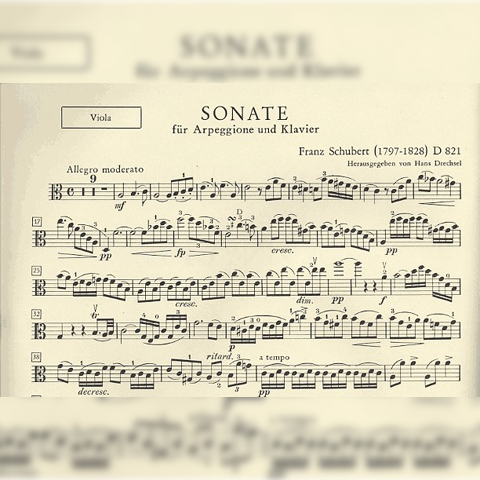 Viola
SONATE
für Arpeggione und Klavier
Franz Schubert (1797-1828) D 821
Herausgegeben von Hans Drechsel
Allegro moderato
9
mf
17
pp
fp
cresc.
pp
25
cresc.
dim.
pp
f
32
tr
p
38
decresc.
ritard.
a tempo
pp